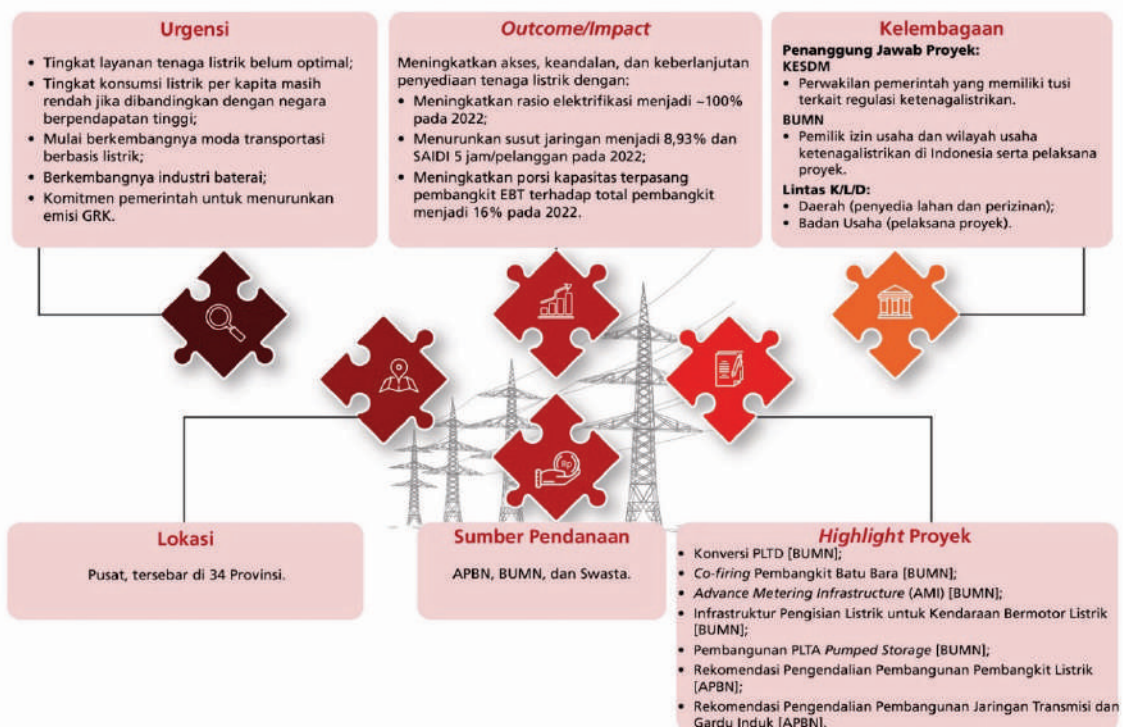 Urgensi
• Tingkat layanan tenaga listrik belum optimal;
• Tingkat konsumsi listrik per kapita masih
rendah jika dibandingkan dengan negara
berpendapatan tinggi;
• Mulai berkembangnya moda transportasi
berbasis listrik;
• Berkembangnya industri baterai;
• Komitmen pemerintah untuk menurunkan
emisi GRK.
Outcome/Impact
Meningkatkan akses, keandalan, dan keberlanjutan
penyediaan tenaga listrik dengan:
• Meningkatkan rasio elektrifikasi menjadi ~100%
pada 2022;
• Menurunkan susut jaringan menjadi 8,93% dan
SAIDI 5 jam/pelanggan pada 2022;
• Meningkatkan porsi kapasitas terpasang
pembangkit EBT terhadap total pembangkit
menjadi 16% pada 2022.
Kelembagaan
Penanggung Jawab Proyek:
KESDM
• Perwakilan pemerintah yang memiliki tusi
terkait regulasi ketenagalistrikan.
BUMN
• Pemilik izin usaha dan wilayah usaha
ketenagalistrikan di Indonesia serta pelaksana
proyek.
Lintas K/L/D:
• Daerah (penyedia lahan dan perizinan);
• Badan Usaha (pelaksana proyek).
Rp
Lokasi
Pusat, tersebar di 34 Provinsi.
Sumber Pendanaan
APBN, BUMN, dan Swasta.
Highlight Proyek
• Konversi PLTD [BUMN];
• Co-firing Pembangkit Batu Bara [BUMN];
• Advance Metering Infrastructure (AMI) [BUMN];
• Infrastruktur Pengisian Listrik untuk Kendaraan Bermotor Listrik
[BUMN];
• Pembangunan PLTA Pumped Storage [BUMN];
• Rekomendasi Pengendalian Pembangunan Pembangkit Listrik
[APBN];
• Rekomendasi Pengendalian Pembangunan Jaringan Transmisi dan
Gardu Induk [APBN].